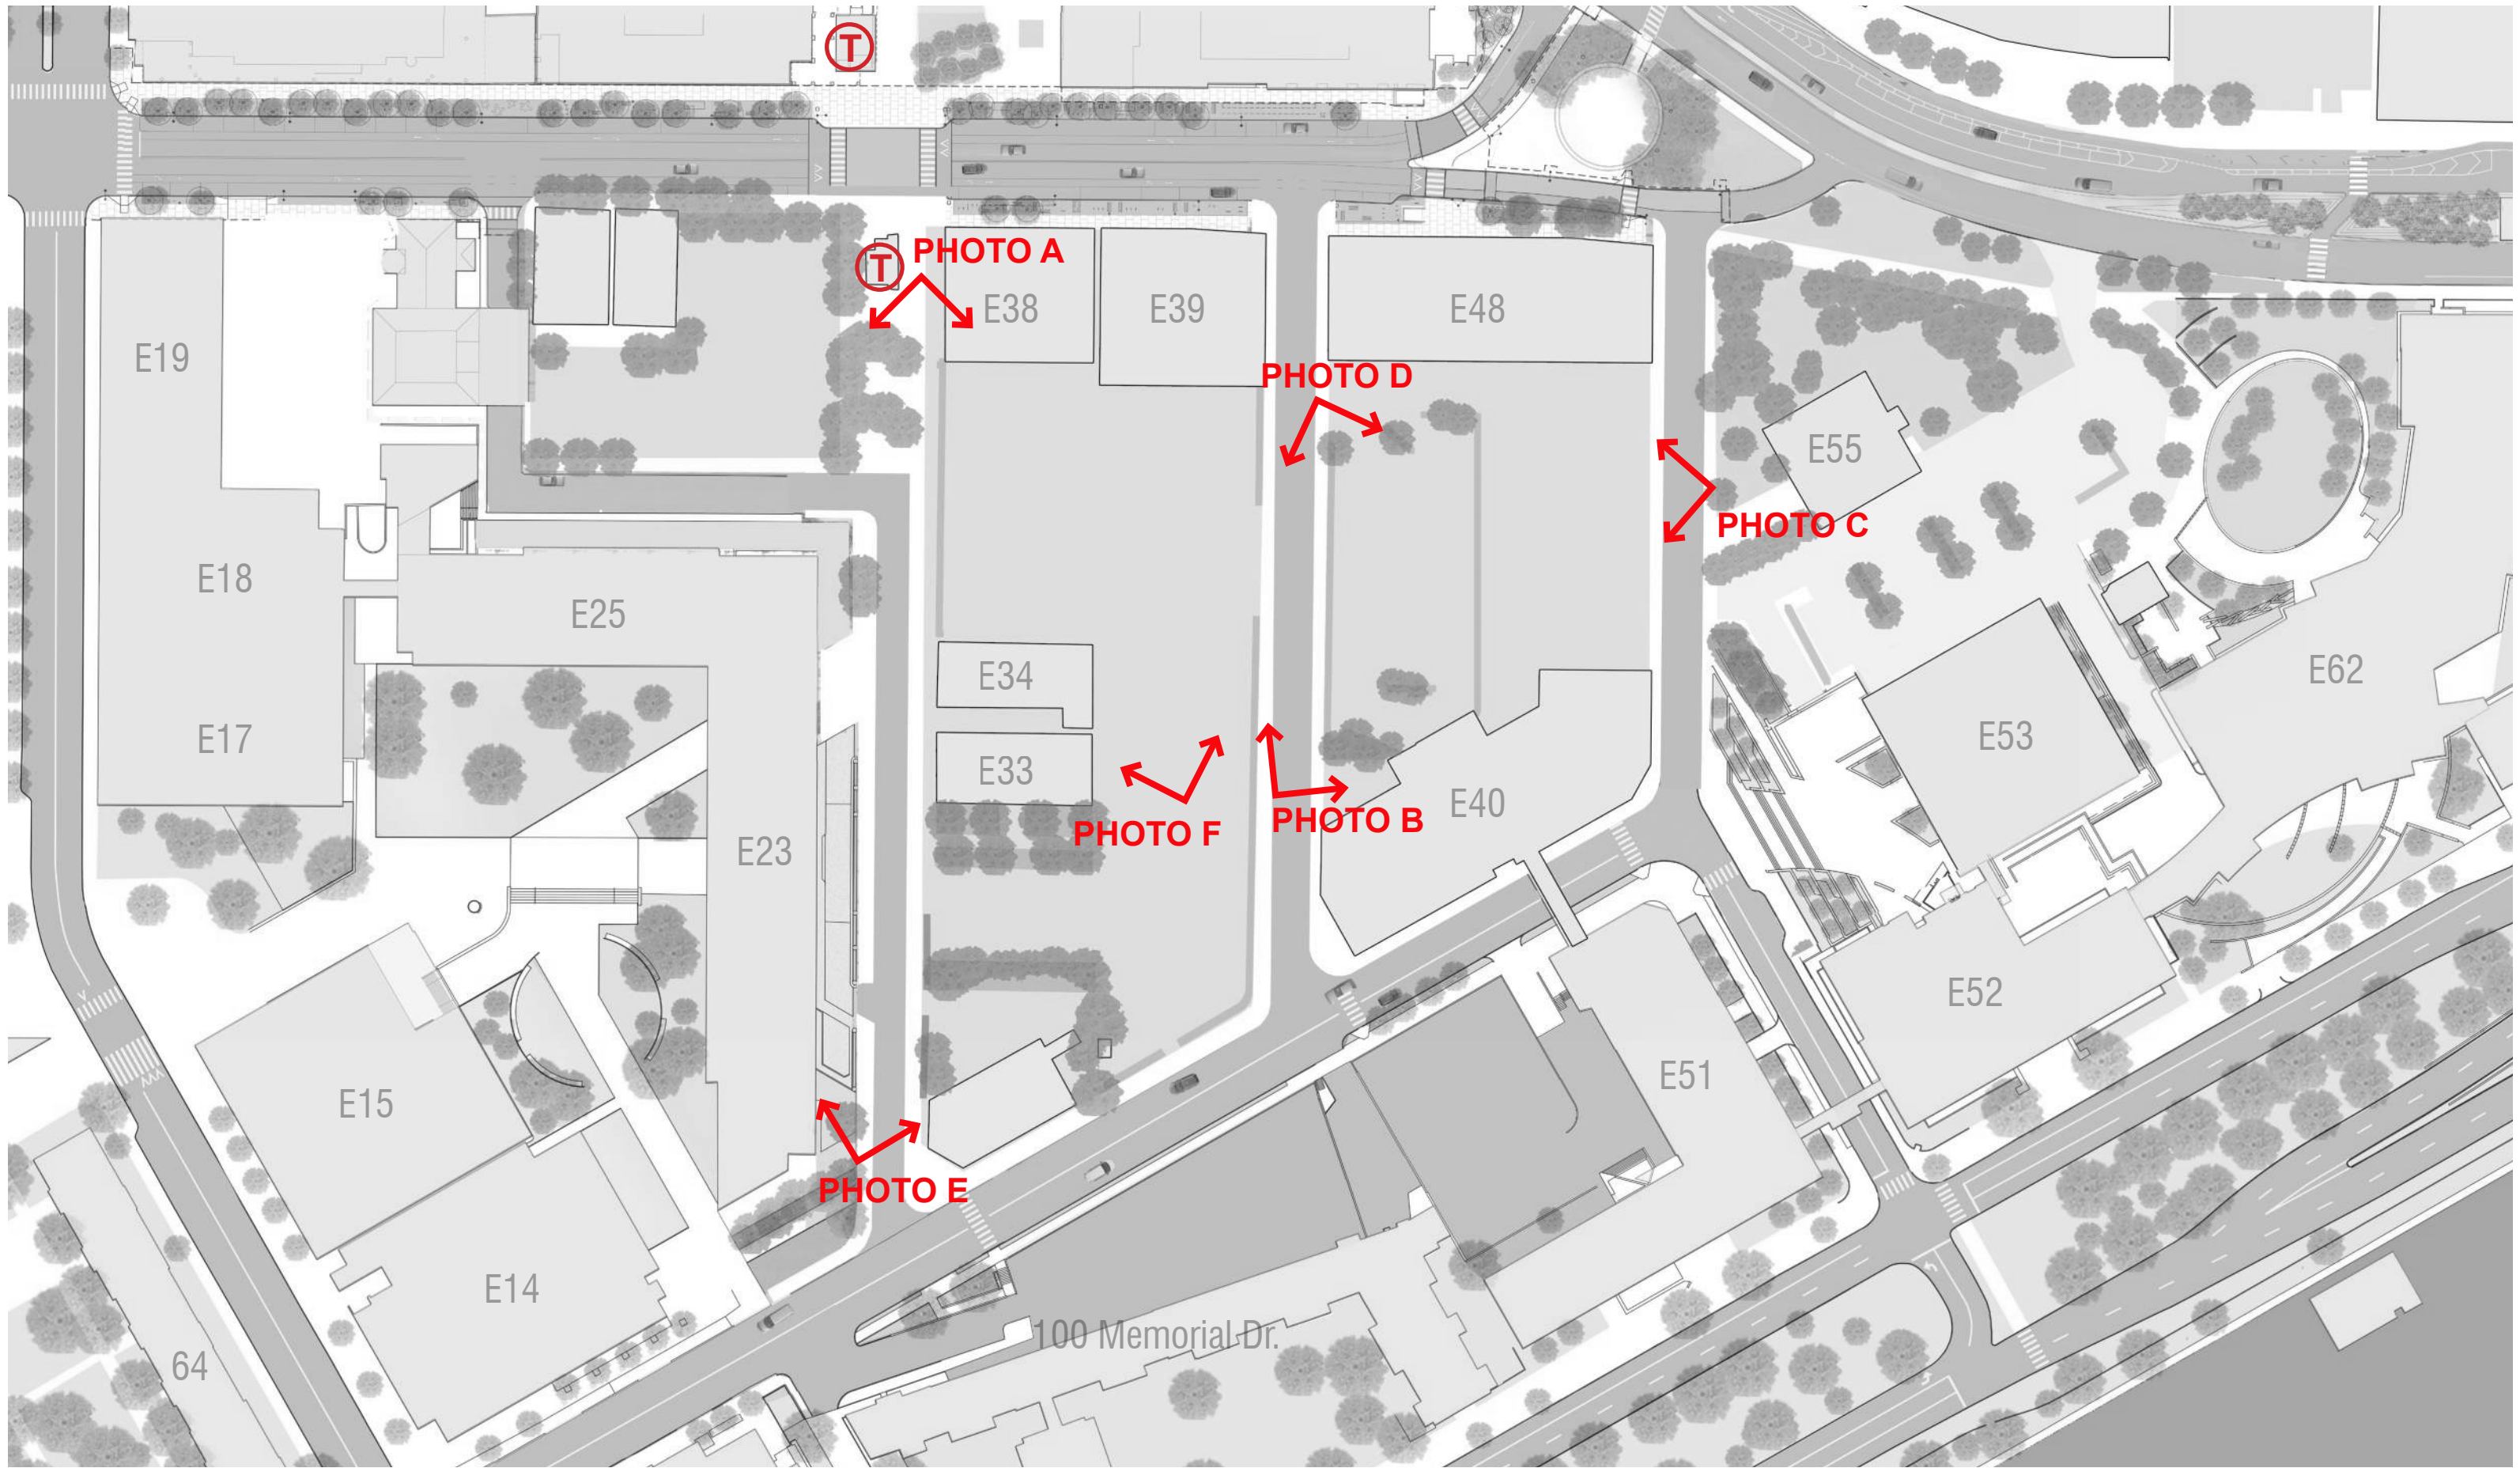 T
T
PHOTO A
E38
E39
E48
E19
PHOTO D
E55
PHOTO C
E18
E25
E34
E62
E17
E33
E53
PHOTO F
PHOTO B
E40
E23
E52
E51
E15
PHOTO E
E14
100 Memorial Dr.
64